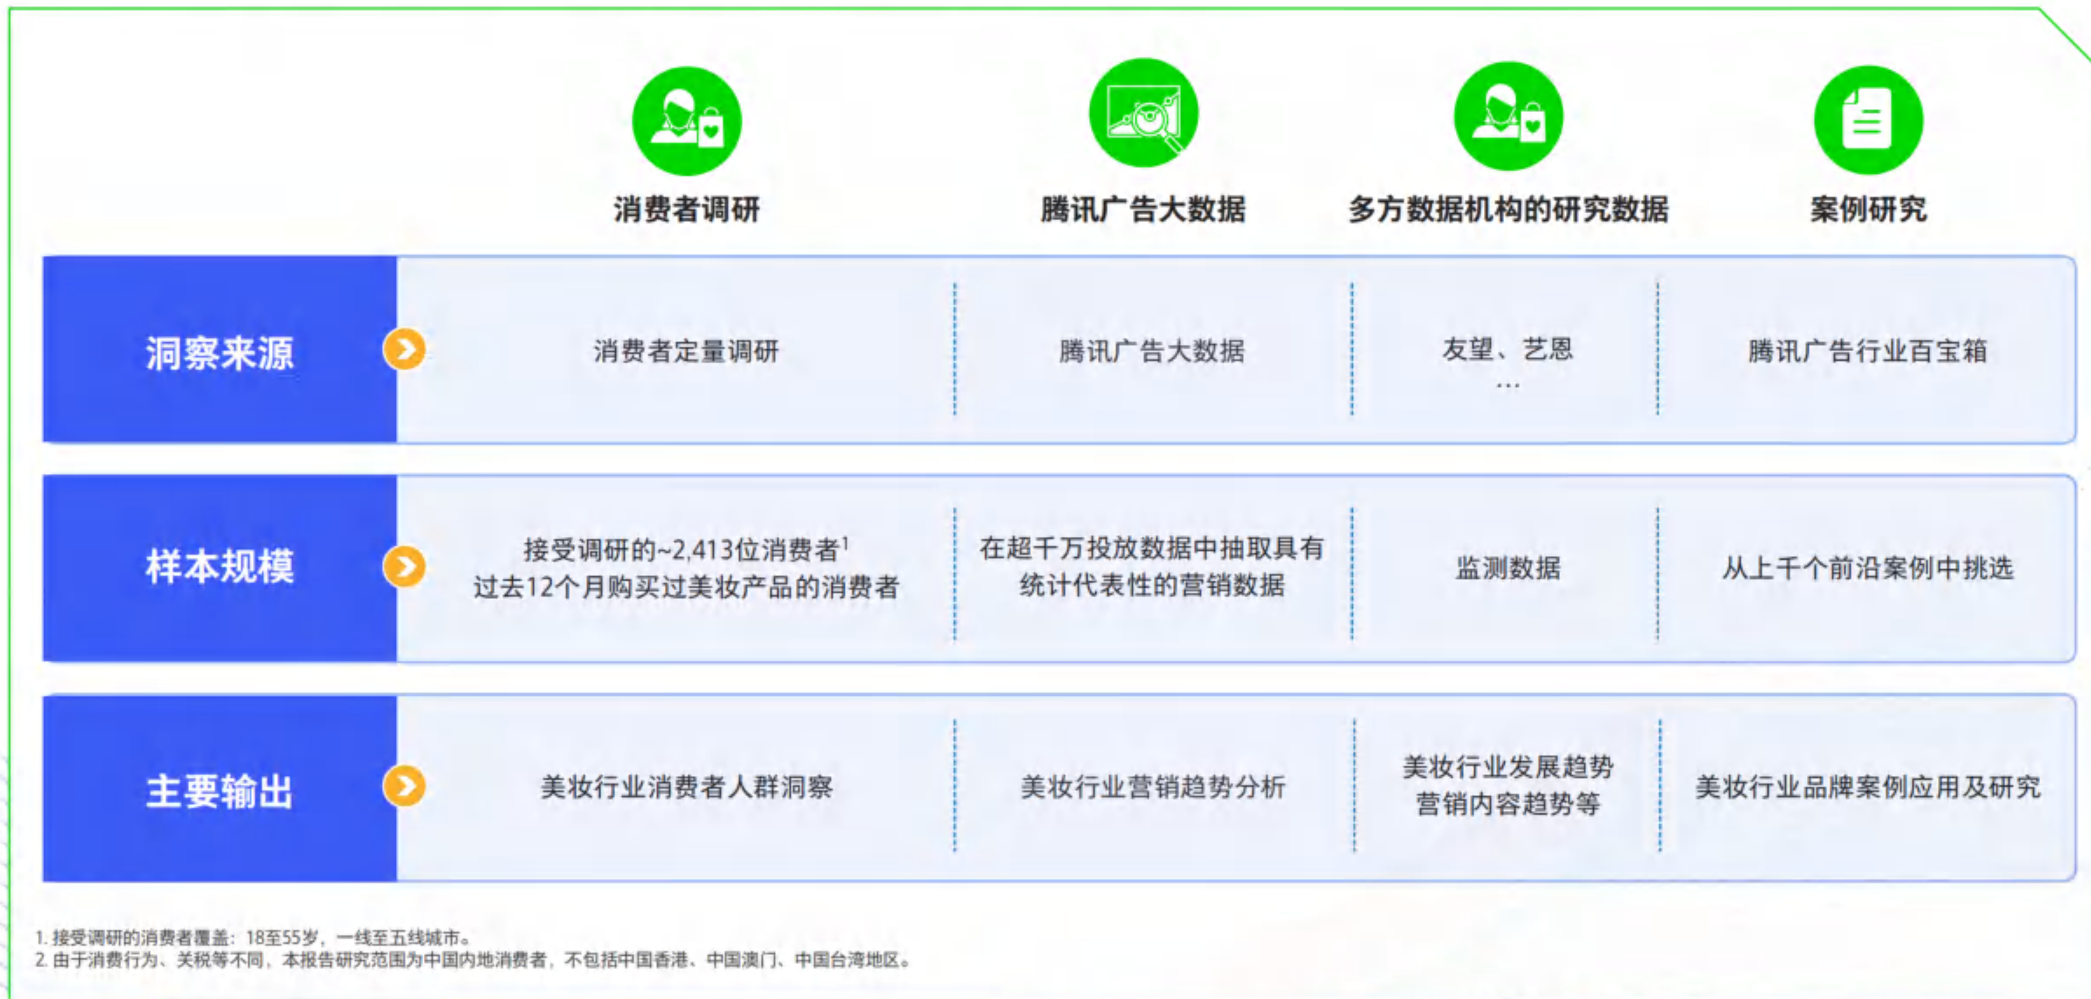 消费者调研
腾讯广告大数据
多方数据机构的研究数据
案例研究
洞察来源
消费者定量调研
腾讯广告大数据
友望、艺恩
…
腾讯广告行业百宝箱
样本规模
接受调研的~2,413位消费者1
过去12个月购买过美妆产品的消费者
在超千万投放数据中抽取具有
统计代表性的营销数据
监测数据
从上千个前沿案例中挑选
主要输出
美妆行业消费者人群洞察
美妆行业营销趋势分析
美妆行业发展趋势
营销内容趋势等
美妆行业品牌案例应用及研究
1. 接受调研的消费者覆盖：18至55岁，一线至五线城市。
2. 由于消费行为、关税等不同，本报告研究范围为中国内地消费者，不包括中国香港、中国澳门、中国台湾地区。